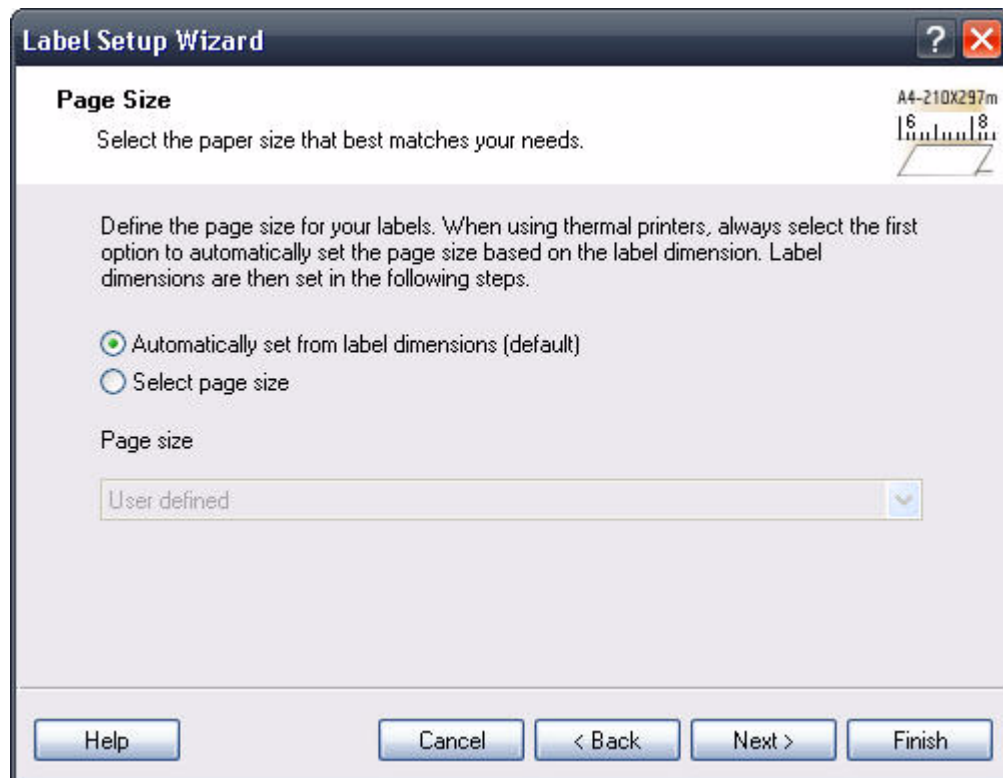 Label Setup Wizard
?
Page Size
Select the paper size that best matches your needs.
A4-210X297m
6 8
Define the page size for your labels. When using thermal printers, always select the first
option to automatically set the page size based on the label dimension. Label
dimensions are then set in the following steps.
Automatically set from label dimensions (default)
Select page size
Page size
User defined
Help
Cancel
< Back
Next >
Finish